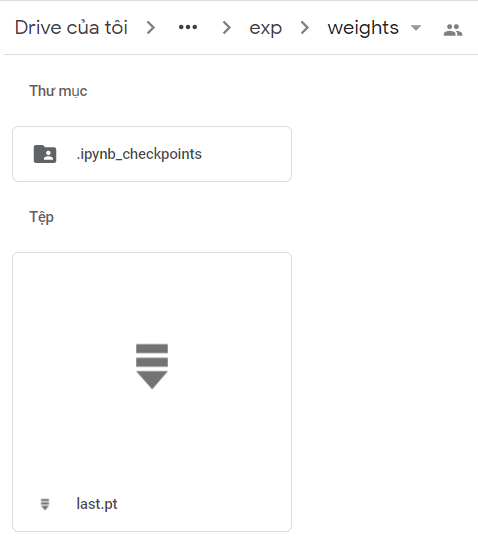 Drive của tôi > ••• > exp > weights
Thư mục
.ipynb_checkpoints
Tệp
last.pt